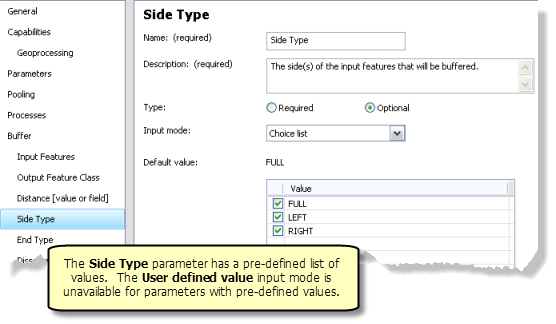 General
Capabilities
Geoprocessing
Parameters
Pooling
Processes
Buffer
Input Features
Output Feature Class
Distance [value or field]
Side Type
End Type
Side Type
Name: (required)
Side Type
Description: (required)
The side(s) of the input features that will be buffered.
Type:
Required
Optional
Input mode:
Choice list
Default value:
FULL
Value
FULL
LEFT
RIGHT
The Side Type parameter has a pre-defined list of
values. The User defined value input mode is
unavailable for parameters with pre-defined values.